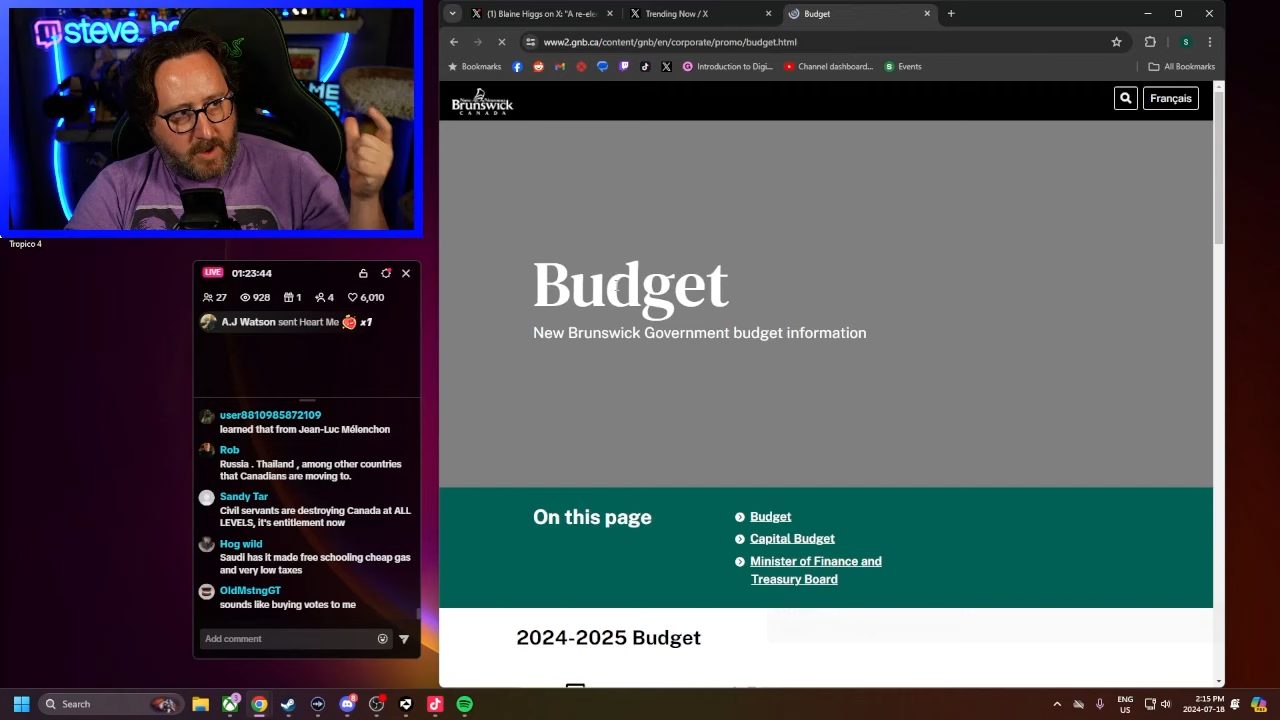 steve
Tropico 4
LIVE 01:23:44
27 928 1 4 6,010
A.J Watson sent Heart Me x1
user8810985872109
learned that from Jean-Luc Mélenchon
Rob
Russia . Thailand , among other countries
that Canadians are moving to.
Sandy Tar
Civil servants are destroying Canada at ALL
LEVELS, it's entitlement now
Hog wild
Saudi has it made free schooling cheap gas
and very low taxes
OldMstngGT
sounds like buying votes to me
Add comment
(1) Blaine Higgs on X: "A re-ele
Trending Now / X
Budget
www2.gnb.ca/content/gnb/en/corporate/promo/budget.html
S
Bookmarks
Introduction to Digi...
Channel dashboard...
Events
All Bookmarks
Brunswick
CANADA
Français
Budget
New Brunswick Government budget information
On this page
Budget
Capital Budget
Minister of Finance and
Treasury Board
2024-2025 Budget
Search
ENG
US
2:15 PM
2024-07-18